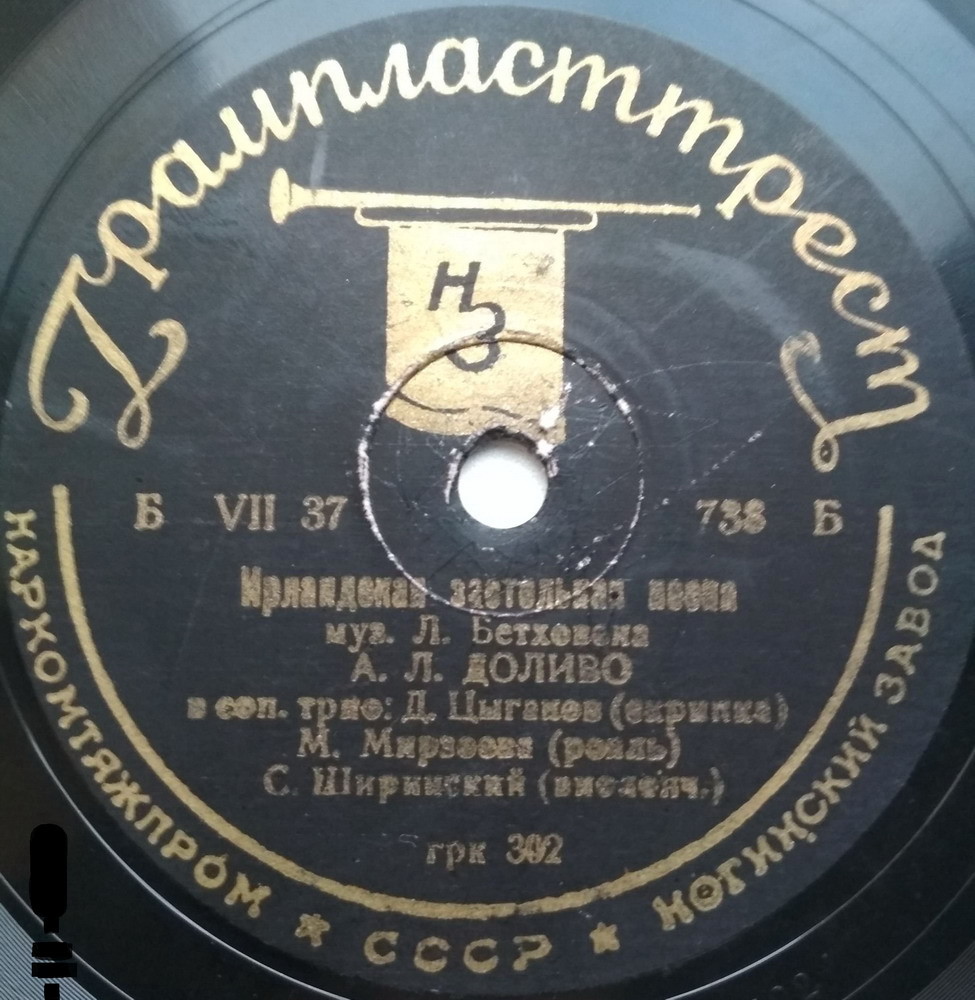 Грампласттрест
НЗ
Б VII 37 738 Б
Ирландская застольная песня
муз. Л. Бетховена
А. Л. ДОЛИВО
в соп. трио: Д. Цыганов (скрипка)
М. Мирзоева (рояль)
С. Ширинский (виолонч.)
грк 302
НАРКОМТЯЖПРОМ * СССР * НОГИНСКИЙ ЗАВОД